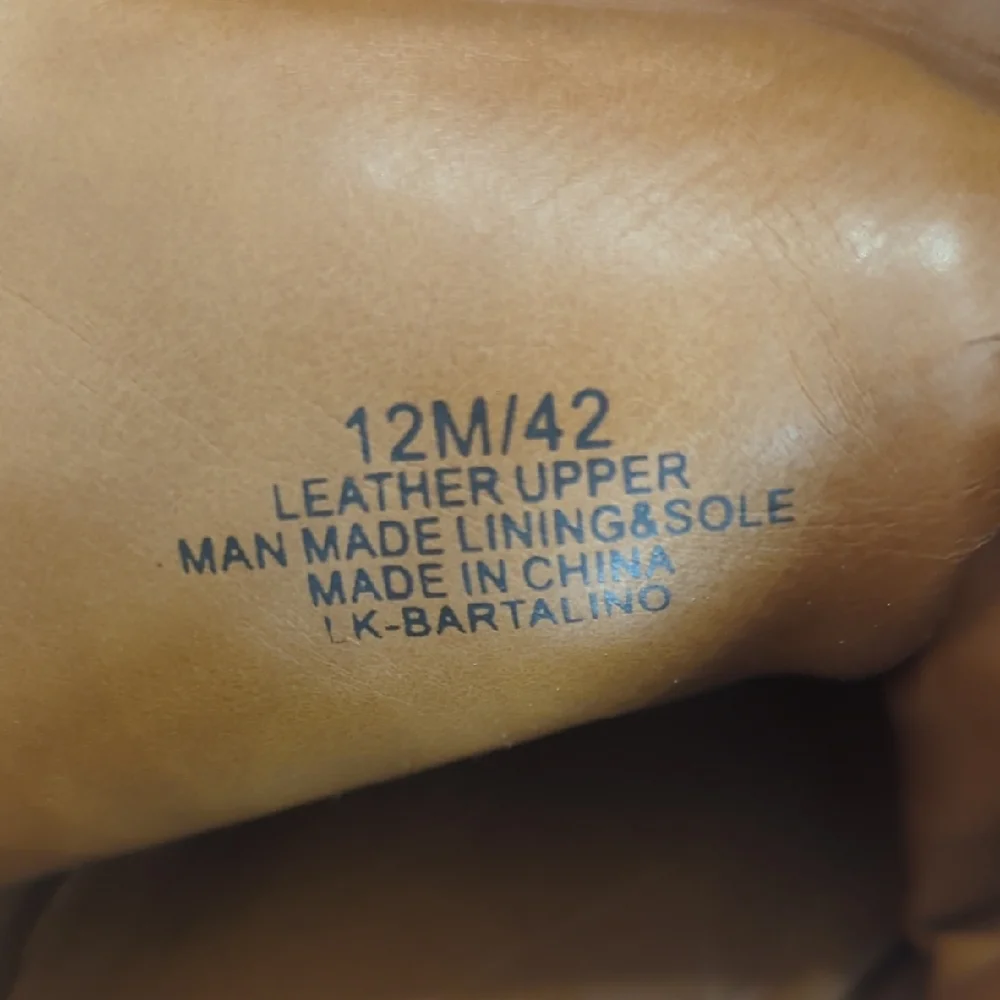 12M/42
LEATHER UPPER
MAN MADE LINING&SOLE
MADE IN CHINA
LK-BARTALINO